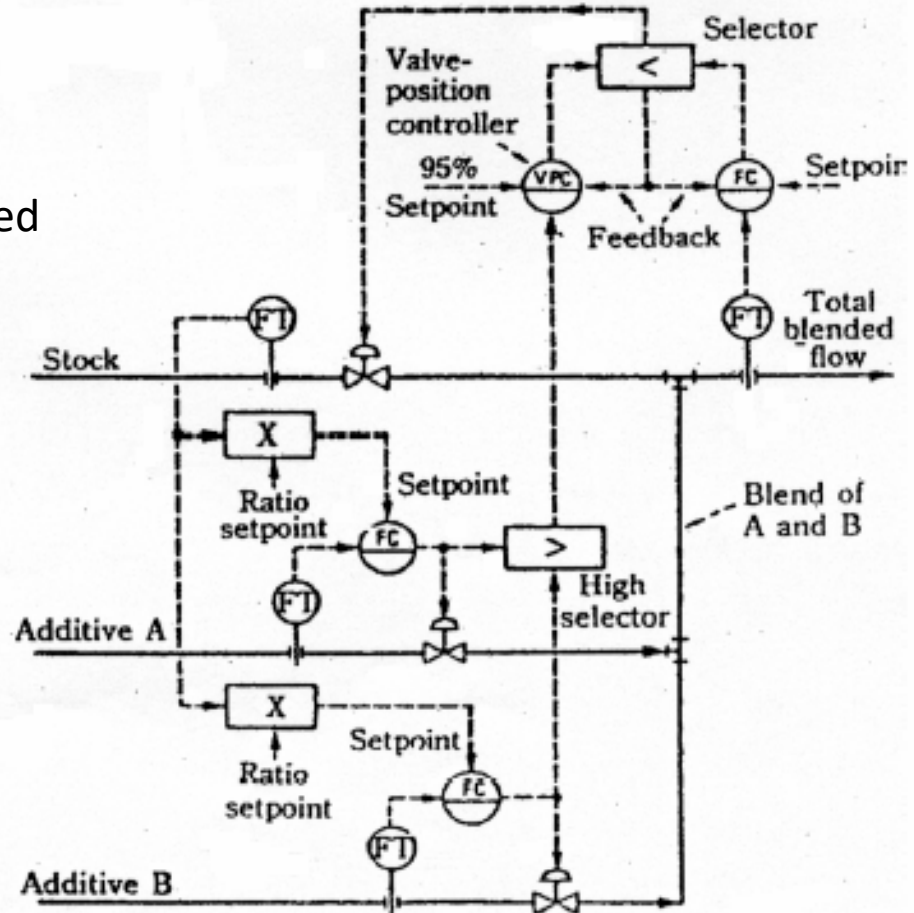 Selector
<
Valve-
position
controller
ed
95%
Setpoint
VPC
FC
Setpoin
Feedback
FT
FT
Total
blended
flow
Stock
X
Ratio
setpoint
Setpoint
FC
>
High
selector
Blend of
A and B
FT
Additive A
X
Ratio
setpoint
Setpoint
FC
FT
Additive B